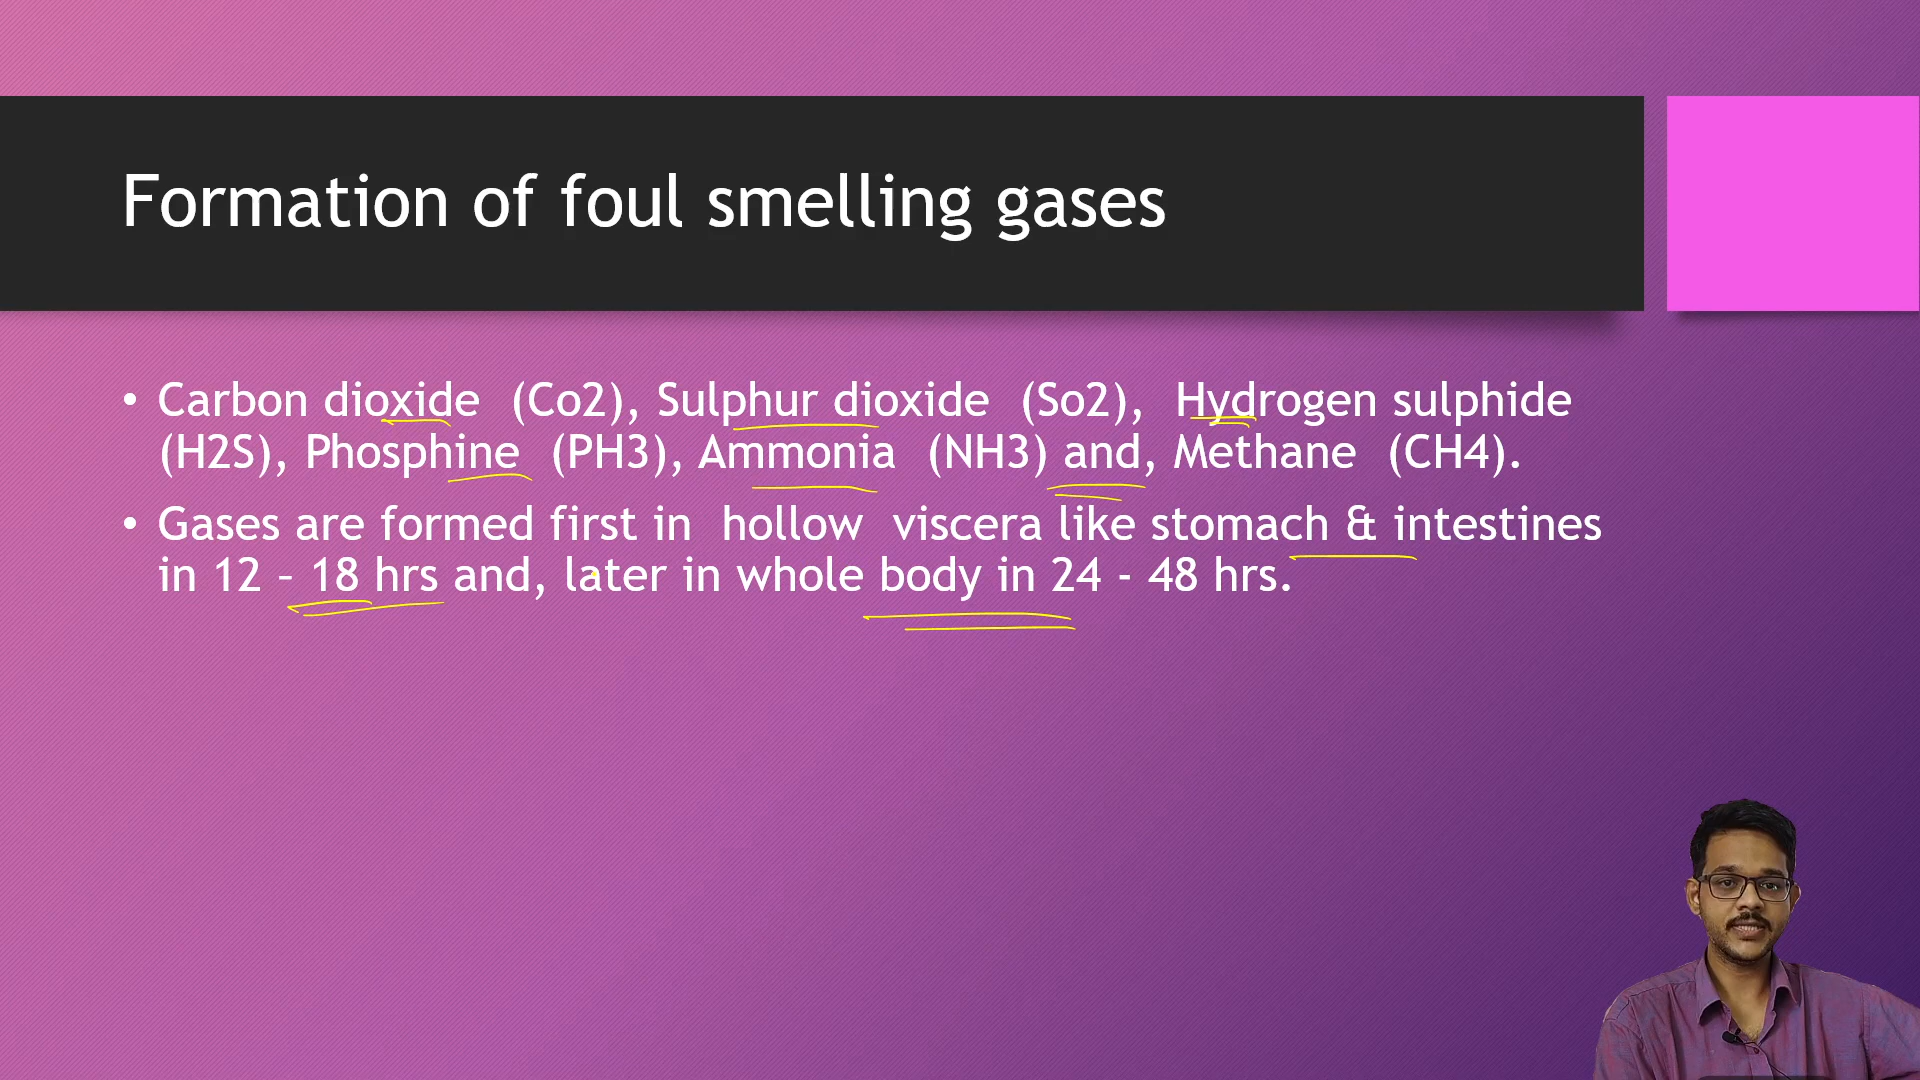 Formation of foul smelling gases
• Carbon dioxide (Co2), Sulphur dioxide (So2), Hydrogen sulphide
(H2S), Phosphine (PH3), Ammonia (NH3) and, Methane (CH4).
• Gases are formed first in hollow viscera like stomach & intestines
in 12 – 18 hrs and, later in whole body in 24 - 48 hrs.